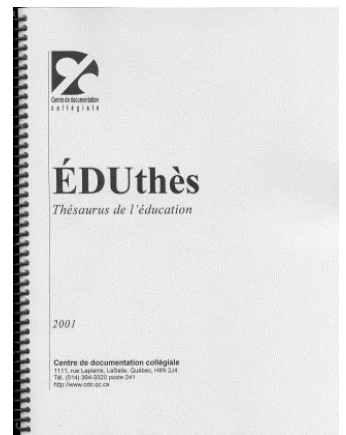 Centre de documentation
collégiale
ÉDUthès
Thésaurus de l'éducation
2001
Centre de documentation collégiale
1111, rue Lapierre, LaSalle, Québec, H8N 2J4
Tél. (514) 364-3320 poste 241
http://www.cdc.qc.ca